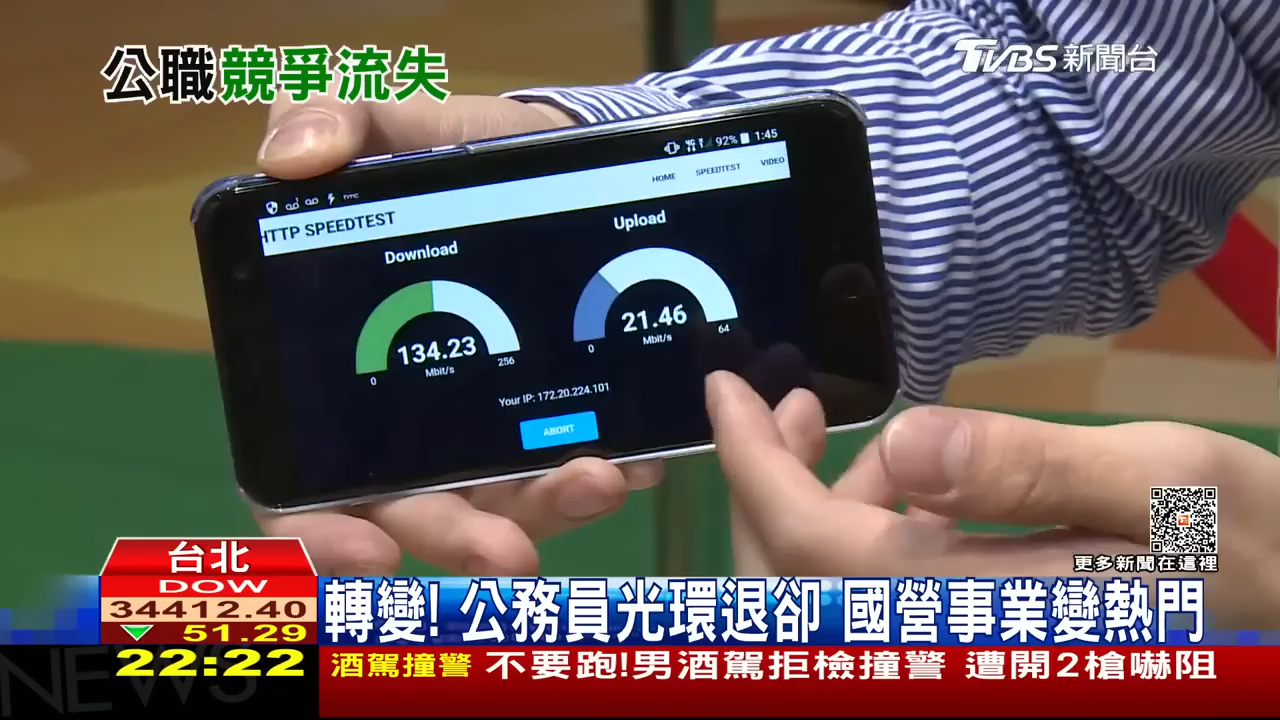 公職競爭流失
TVBS新聞台
92% 1:45
HTTP SPEEDTEST
HOME SPEEDTEST VIDEO
Download
Upload
134.23
Mbit/s
0 256
21.46
Mbit/s
0 64
Your IP: 172.20.224.101
ABORT
更多新聞在這裡
台北
DOW
34412.40
51.29
22:22
轉變! 公務員光環退卻 國營事業變熱門
酒駕撞警 不要跑!男酒駕拒檢撞警 遭開2槍嚇阻
NEWS